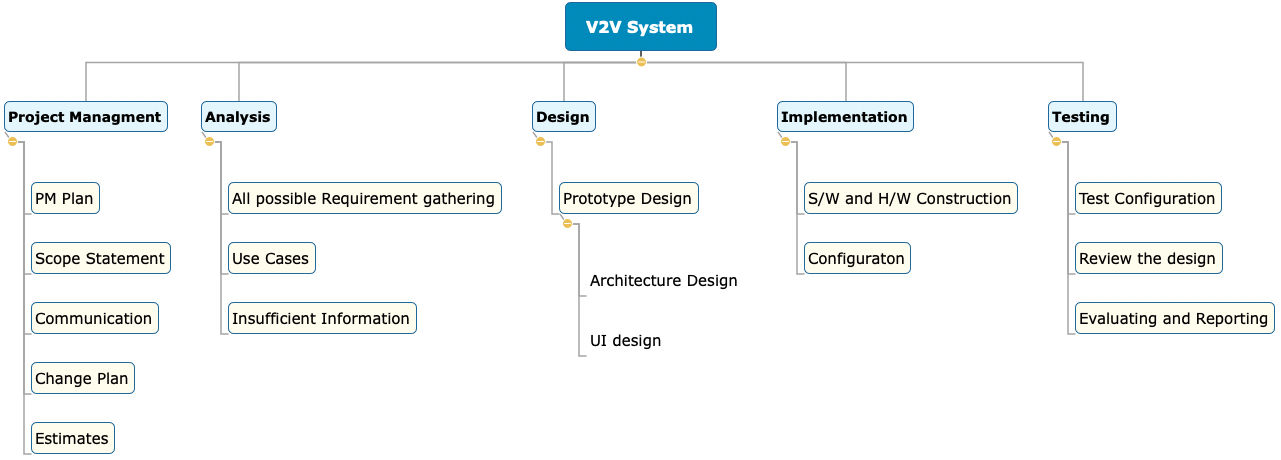 V2V System
Project Managment
Analysis
Design
Implementation
Testing
PM Plan
All possible Requirement gathering
Prototype Design
S/W and H/W Construction
Test Configuration
Scope Statement
Use Cases
Configuraton
Review the design
Architecture Design
Communication
Insufficient Information
Evaluating and Reporting
UI design
Change Plan
Estimates